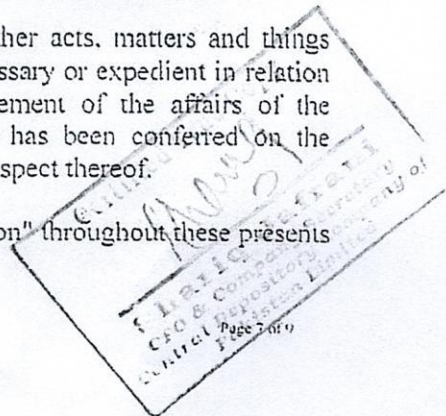 her acts, matters and things
ssary or expedient in relation
ement of the affairs of the
has been conferred on the
spect thereof.
on" throughout these presents
Certified
CFO & Company Secretary
Central Depository Company of
Pakistan Limited
Page 7 of 9